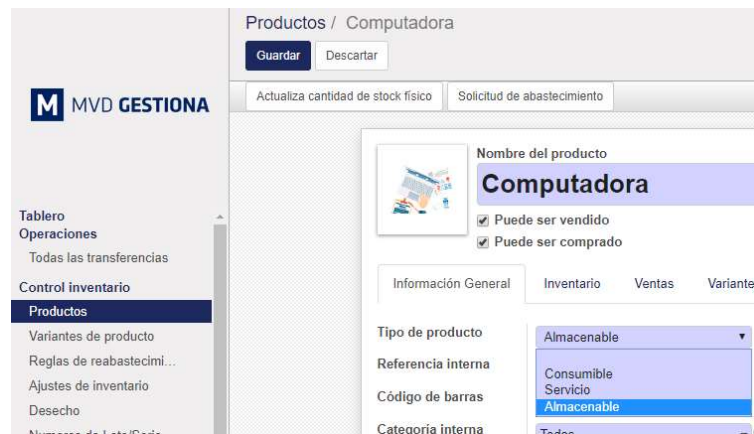 Productos / Computadora
Guardar Descartar
Actualiza cantidad de stock físico Solicitud de abastecimiento
M MVD GESTIONA
Tablero
Operaciones
Todas las transferencias
Control inventario
Productos
Variantes de producto
Reglas de reabastecimi...
Ajustes de inventario
Desecho
Nombre del producto
Computadora
Puede ser vendido
Puede ser comprado
Información General Inventario Ventas Variante
Tipo de producto Almacenable
Consumible
Servicio
Almacenable
Referencia interna
Código de barras
Categoría interna